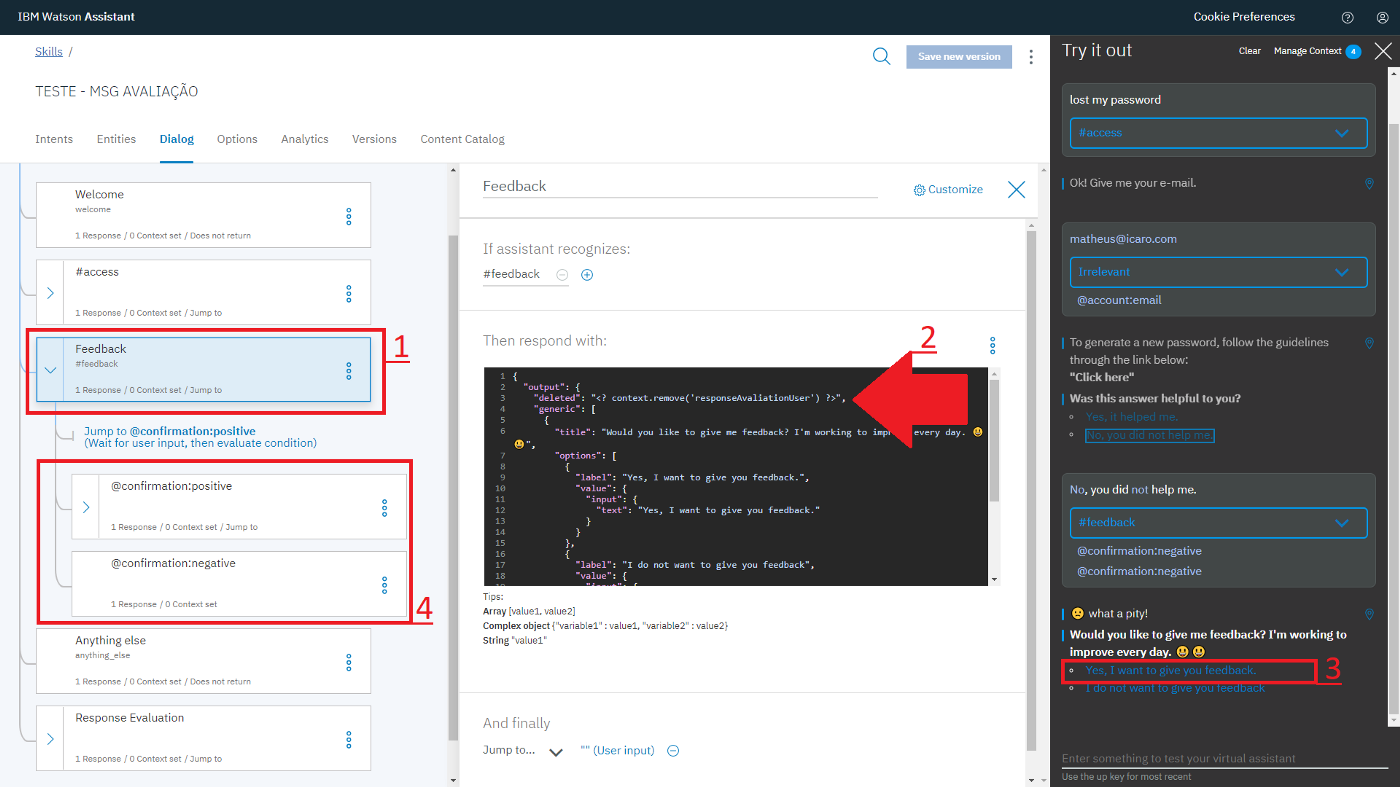 IBM Watson Assistant
Cookie Preferences
Skills /
Save new version
TESTE - MSG AVALIAÇÃO
Intents Entities Dialog Options Analytics Versions Content Catalog
Welcome
welcome
1 Response / 0 Context set / Does not return
#access
1 Response / 0 Context set / Jump to
1
Feedback
#feedback
1 Response / 0 Context set / Jump to
Jump to @confirmation:positive
(Wait for user input, then evaluate condition)
@confirmation:positive
1 Response / 0 Context set / Jump to
@confirmation:negative
1 Response / 0 Context set
4
Anything else
anything_else
1 Response / 0 Context set / Does not return
Response Evaluation
1 Response / 0 Context set / Jump to
Feedback
Customize
If assistant recognizes:
#feedback
Then respond with:
2
1 {
2 "output": {
3 "deleted": "<? context.remove('responseAvaliationUser') ?>",
4 "generic": [
5 {
6 "title": "Would you like to give me feedback? I'm working to improve every day. 😃
😃",
7 "options": [
8 {
9 "label": "Yes, I want to give you feedback.",
10 "value": {
11 "input": {
12 "text": "Yes, I want to give you feedback."
13 }
14 }
15 },
16 {
17 "label": "I do not want to give you feedback",
18 "value": {
Tips:
Array [value1, value2]
Complex object {"variable1" : value1, "variable2" : value2}
String "value1"
And finally
Jump to... "" (User input)
Try it out
Clear
Manage Context 4
lost my password
#access
Ok! Give me your e-mail.
matheus@icaro.com
Irrelevant
@account:email
To generate a new password, follow the guidelines
through the link below:
"Click here"
Was this answer helpful to you?
Yes, it helped me.
No, you did not help me.
No, you did not help me.
#feedback
@confirmation:negative
@confirmation:negative
🙁 what a pity!
Would you like to give me feedback? I'm working to
improve every day. 😃 😃
Yes, I want to give you feedback.
3
I do not want to give you feedback
Enter something to test your virtual assistant
Use the up key for most recent